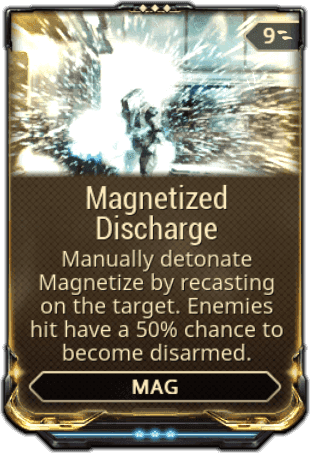 9
Magnetized
Discharge
Manually detonate
Magnetize by recasting
on the target. Enemies
hit have a 50% chance to
become disarmed.
MAG